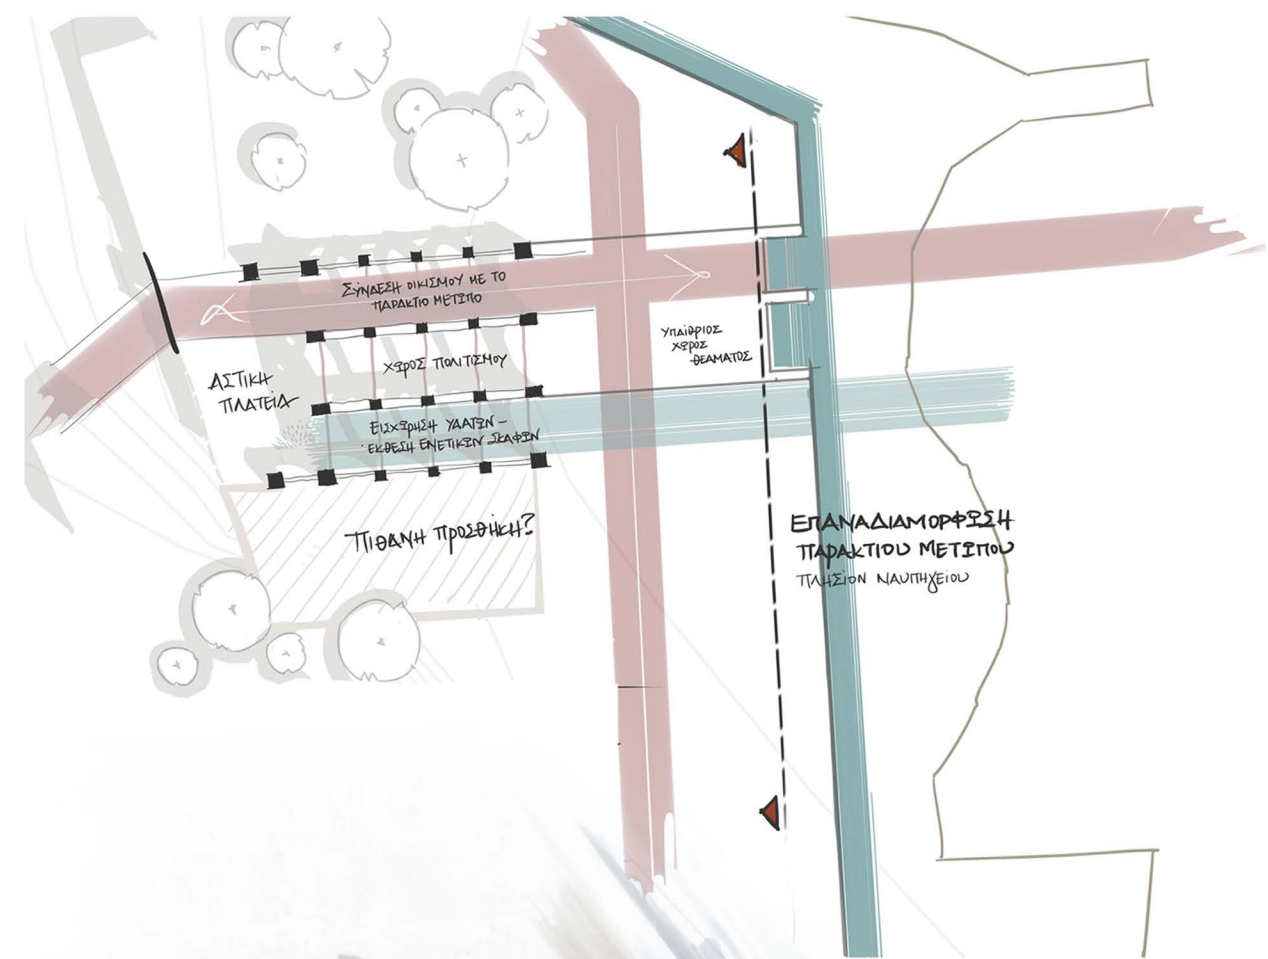 ΣΥΝΔΕΣΗ ΟΙΚΙΣΜΟΥ ΜΕ ΤΟ
ΠΑΡΑΚΤΙΟ ΜΕΤΩΠΟ
ΥΠΑΙΘΡΙΟΣ
ΧΩΡΟΣ
ΘΕΑΜΑΤΟΣ
ΧΩΡΟΣ ΠΟΛΙΤΙΣΜΟΥ
ΑΣΤΙΚΗ
ΠΛΑΤΕΙΑ
ΕΙΣΧΩΡΗΣΗ ΥΔΑΤΩΝ -
ΕΚΘΕΣΗ ΕΝΕΤΙΚΩΝ ΣΚΑΦΩΝ
ΠΙΘΑΝΗ ΠΡΟΣΘΗΚΗ?
ΕΠΑΝΑΔΙΑΜΟΡΦΩΣΗ
ΠΑΡΑΚΤΙΟΥ ΜΕΤΩΠΟΥ
ΠΛΗΣΙΟΝ ΝΑΥΠΗΓΕΙΟΥ